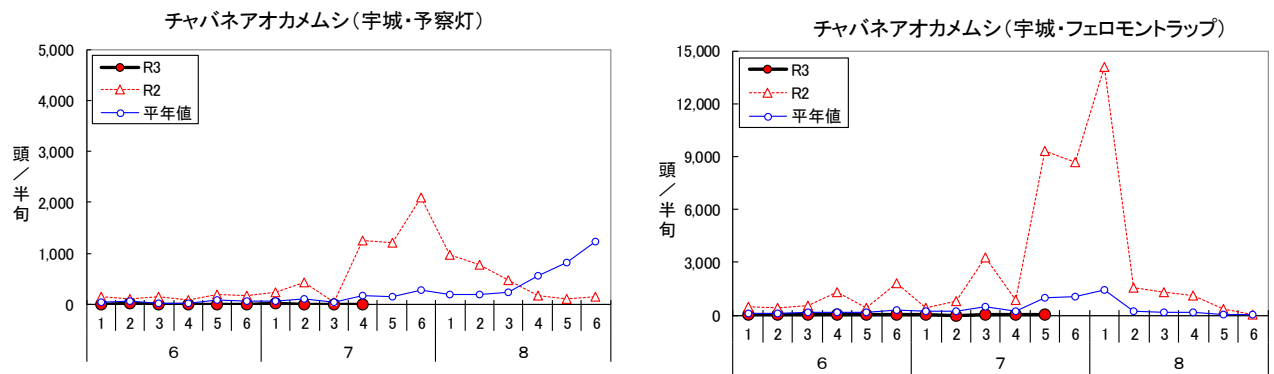 チャバネアオカメムシ（宇城・予察灯）
5,000
4,000
3,000
2,000
1,000
0
頭／半旬
R3
R2
平年値
1 2 3 4 5 6 1 2 3 4 5 6 1 2 3 4 5 6
6 7 8
チャバネアオカメムシ（宇城・フェロモントラップ）
15,000
12,000
9,000
6,000
3,000
0
頭／半旬
R3
R2
平年値
1 2 3 4 5 6 1 2 3 4 5 6 1 2 3 4 5 6
6 7 8